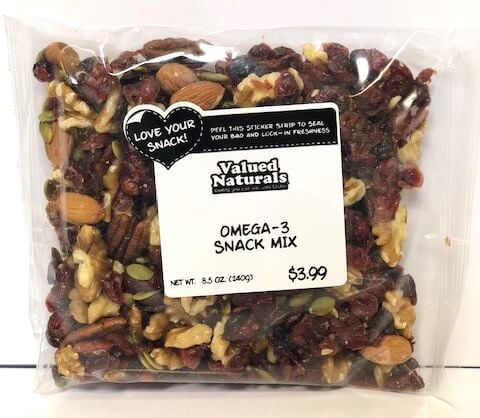 LOVE YOUR
SNACK!
PEEL THIS STICKER STRIP TO SEAL
YOUR BAG AND LOCK-IN FRESHNESS
Valued
Naturals
OMEGA-3
SNACK MIX
NET WT. 8.5 OZ (240g)
$3.99